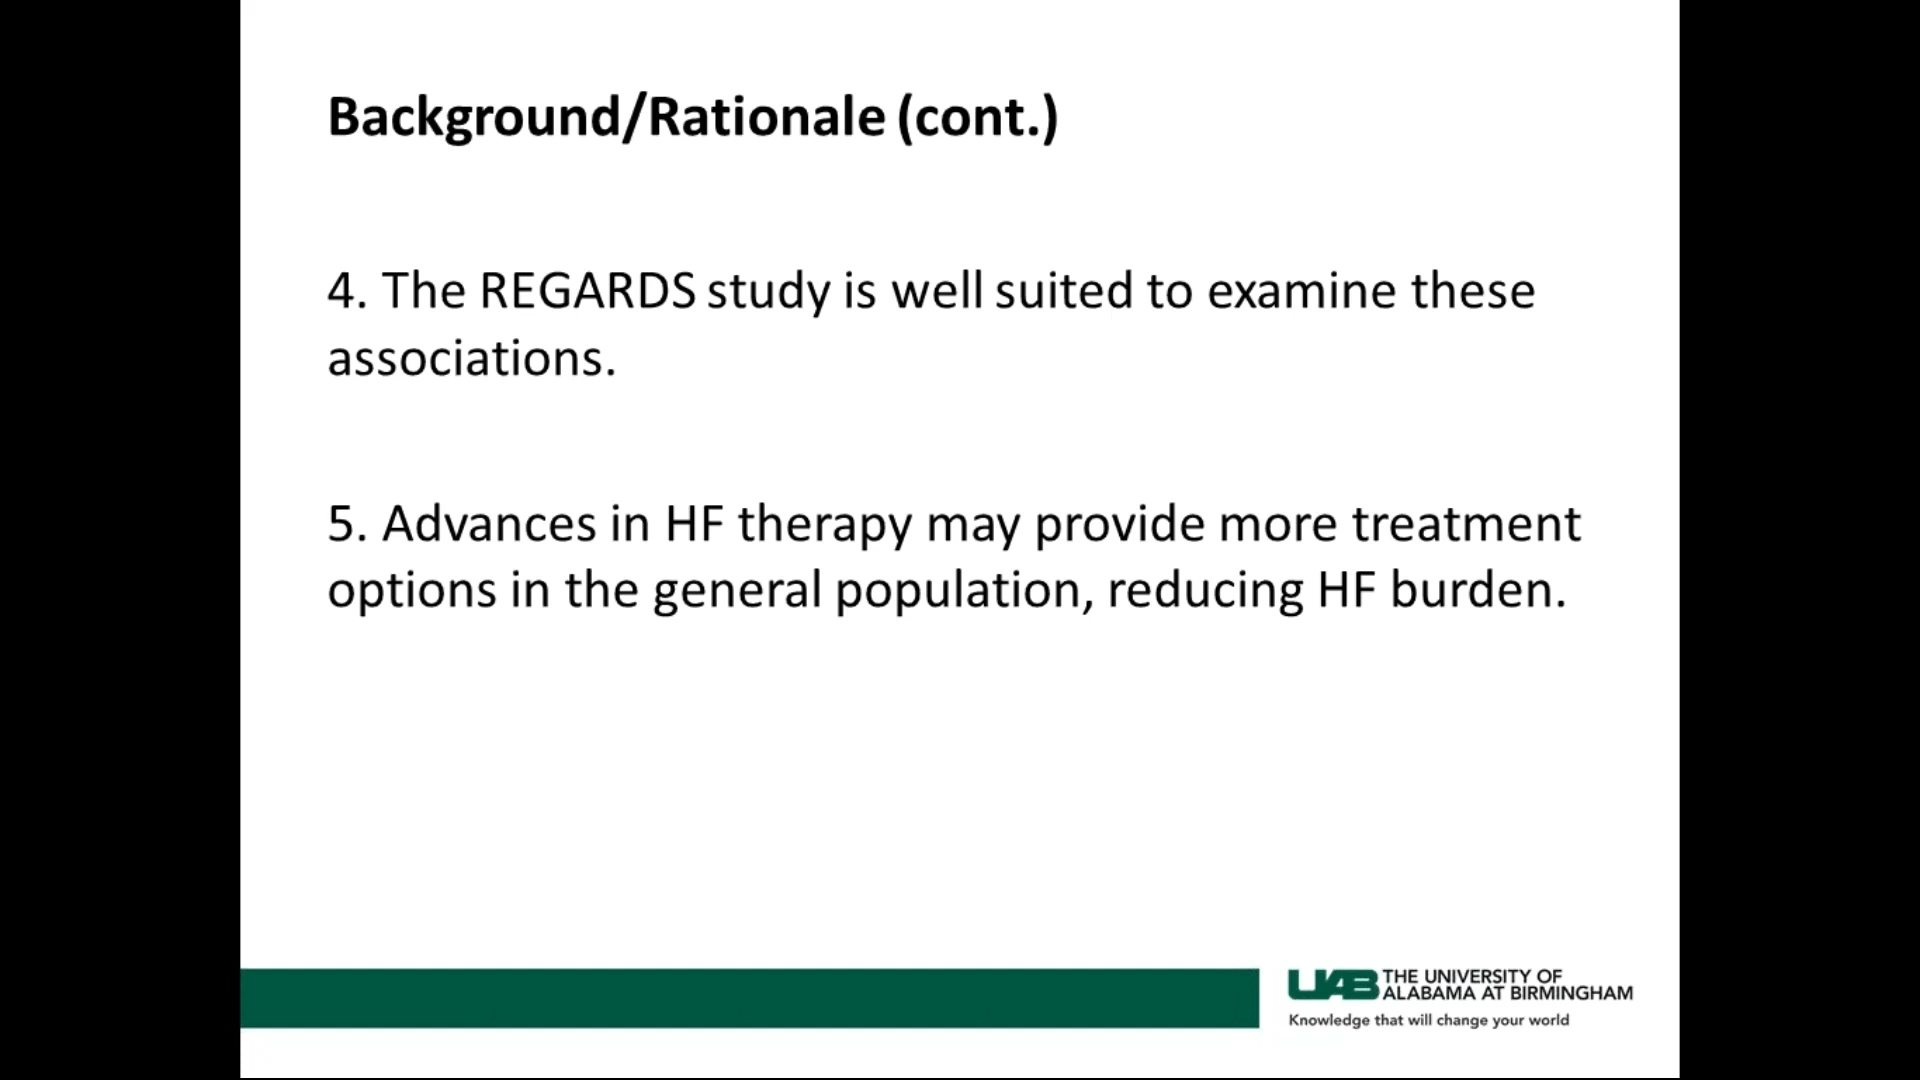 Background/Rationale (cont.)
4. The REGARDS study is well suited to examine these
associations.
5. Advances in HF therapy may provide more treatment
options in the general population, reducing HF burden.
UAB THE UNIVERSITY OF
ALABAMA AT BIRMINGHAM
Knowledge that will change your world